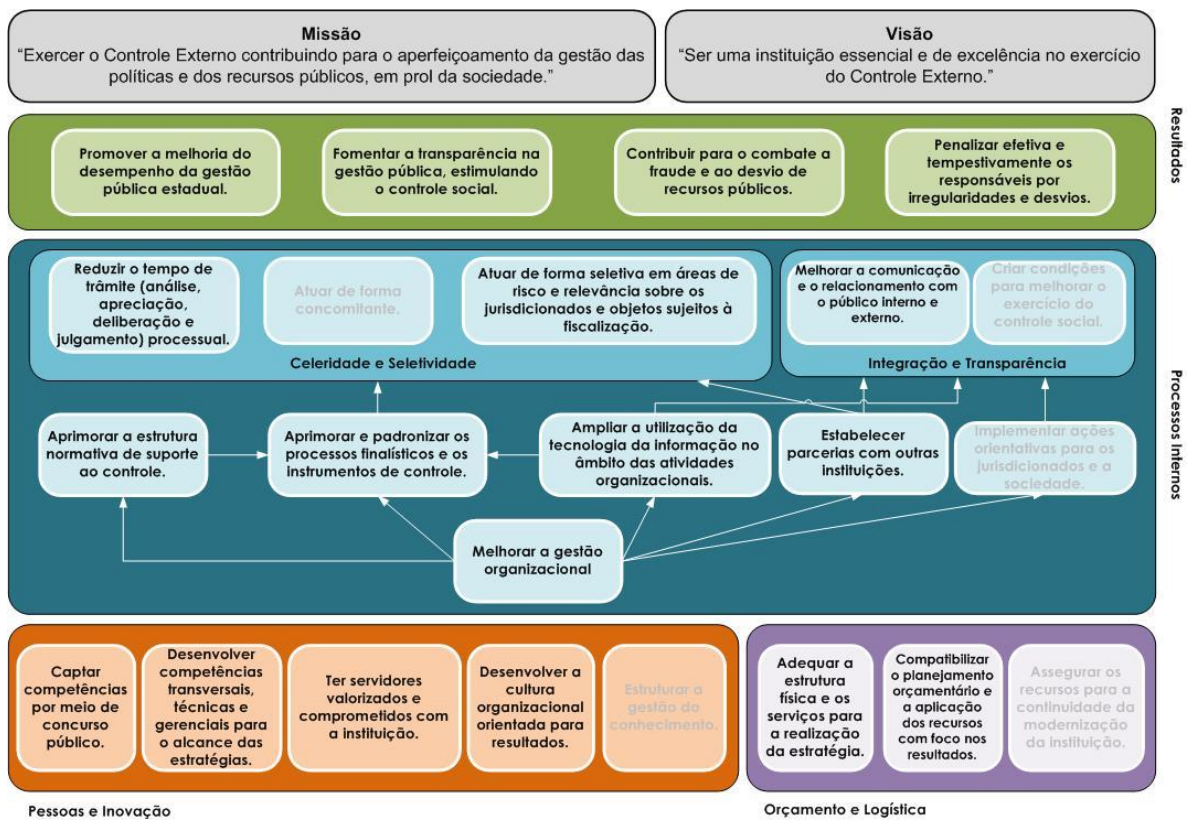 Missão
“Exercer o Controle Externo contribuindo para o aperfeiçoamento da gestão das
políticas e dos recursos públicos, em prol da sociedade.”
Visão
“Ser uma instituição essencial e de excelência no exercício
do Controle Externo.”
Resultados
Promover a melhoria do
desempenho da gestão
pública estadual.
Fomentar a transparência na
gestão pública, estimulando
o controle social.
Contribuir para o combate a
fraude e ao desvio de
recursos públicos.
Penalizar efetiva e
tempestivamente os
responsáveis por
irregularidades e desvios.
Processos Internos
Reduzir o tempo de
trâmite (análise,
apreciação,
deliberação e
julgamento) processual.
Atuar de forma
concomitante.
Atuar de forma seletiva em áreas de
risco e relevância sobre os
jurisdicionados e objetos sujeitos à
fiscalização.
Celeridade e Seletividade
Melhorar a comunicação
e o relacionamento com
o público interno e
externo.
Criar condições
para melhorar o
exercício do
controle social.
Integração e Transparência
Aprimorar a estrutura
normativa de suporte
ao controle.
Aprimorar e padronizar os
processos finalísticos e os
instrumentos de controle.
Ampliar a utilização da
tecnologia da informação no
âmbito das atividades
organizacionais.
Estabelecer
parcerias com outras
instituições.
Implementar ações
orientativas para os
jurisdicionados e a
sociedade.
Melhorar a gestão
organizacional
Captar
competências
por meio de
concurso
público.
Desenvolver
competências
transversais,
técnicas e
gerenciais para
o alcance das
estratégias.
Ter servidores
valorizados e
comprometidos com
a instituição.
Desenvolver a
cultura
organizacional
orientada para
resultados.
Estruturar a
gestão do
conhecimento.
Adequar a
estrutura
física e os
serviços para
a realização
da estratégia.
Compatibilizar
o planejamento
orçamentário e
a aplicação
dos recursos
com foco nos
resultados.
Assegurar os
recursos para a
continuidade da
modernização
da instituição.
Pessoas e Inovação
Orçamento e Logística